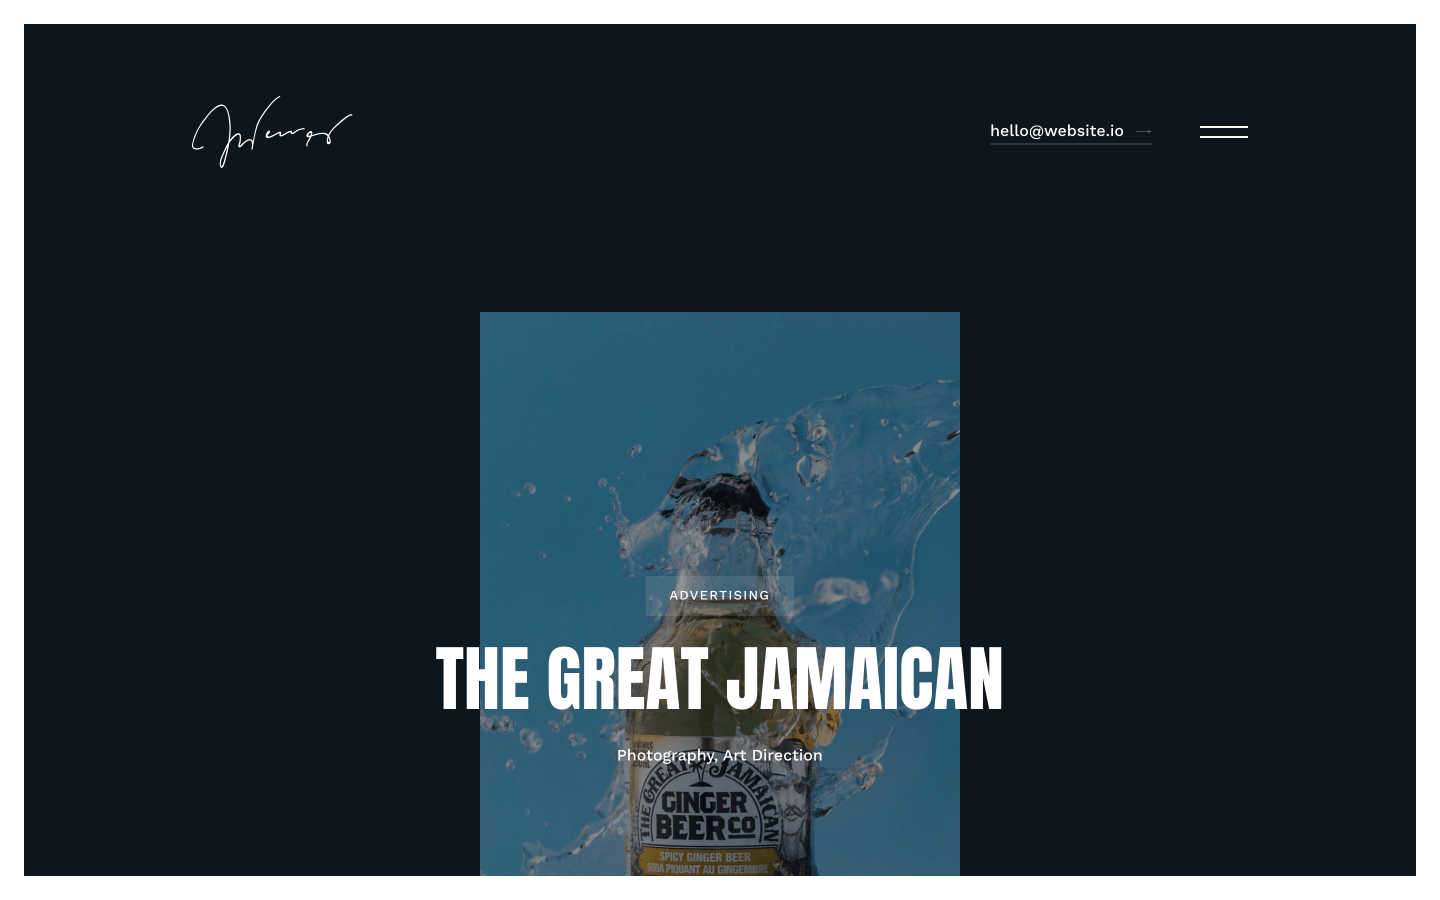 hello@website.io
ADVERTISING
THE GREAT JAMAICAN
Photography, Art Direction
THE GREAT JAMAICAN
GINGER
BEER CO
SPICY GINGER BEER
SODA PIQUANT AU GINGEMBRE